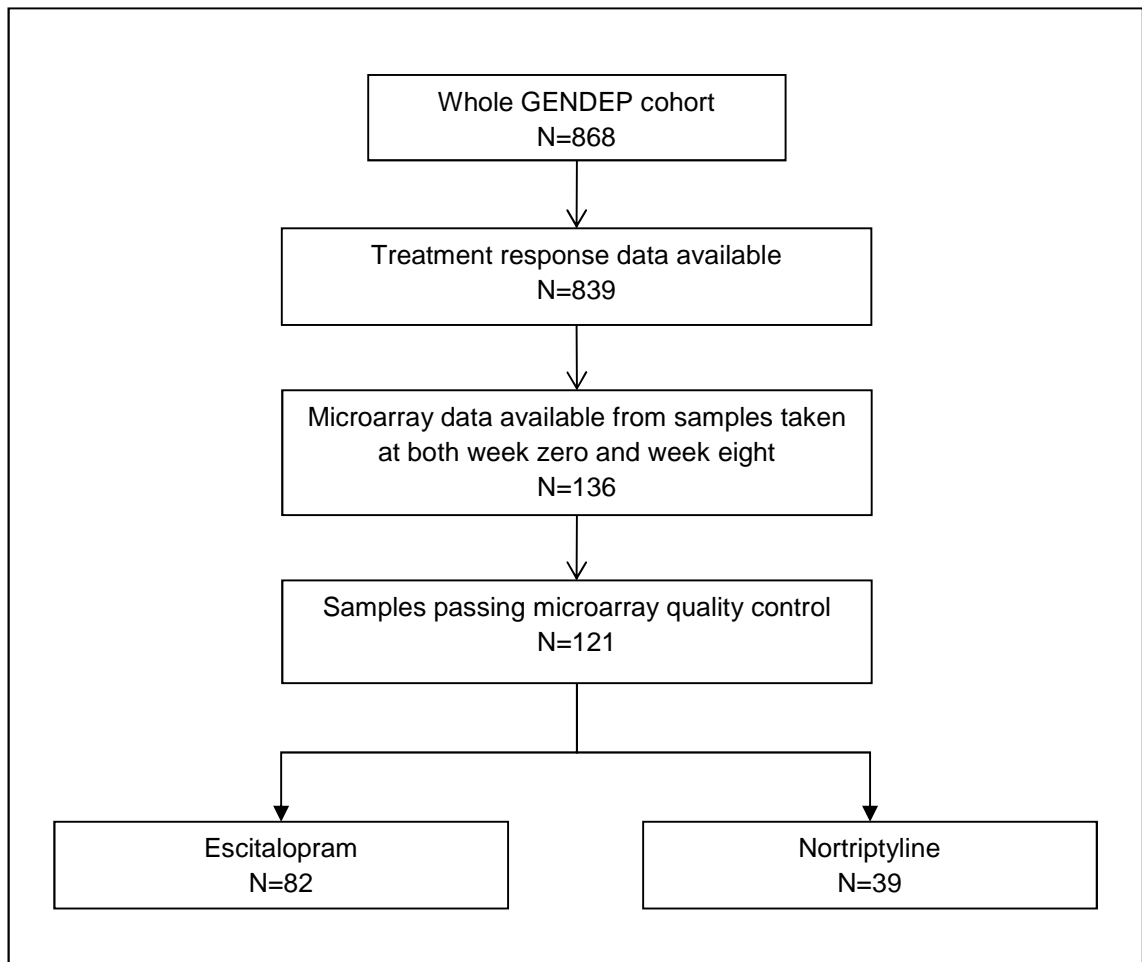 Whole GENDEP cohort
N=868
Treatment response data available
N=839
Microarray data available from samples taken
at both week zero and week eight
N=136
Samples passing microarray quality control
N=121
Escitalopram
N=82
Nortriptyline
N=39